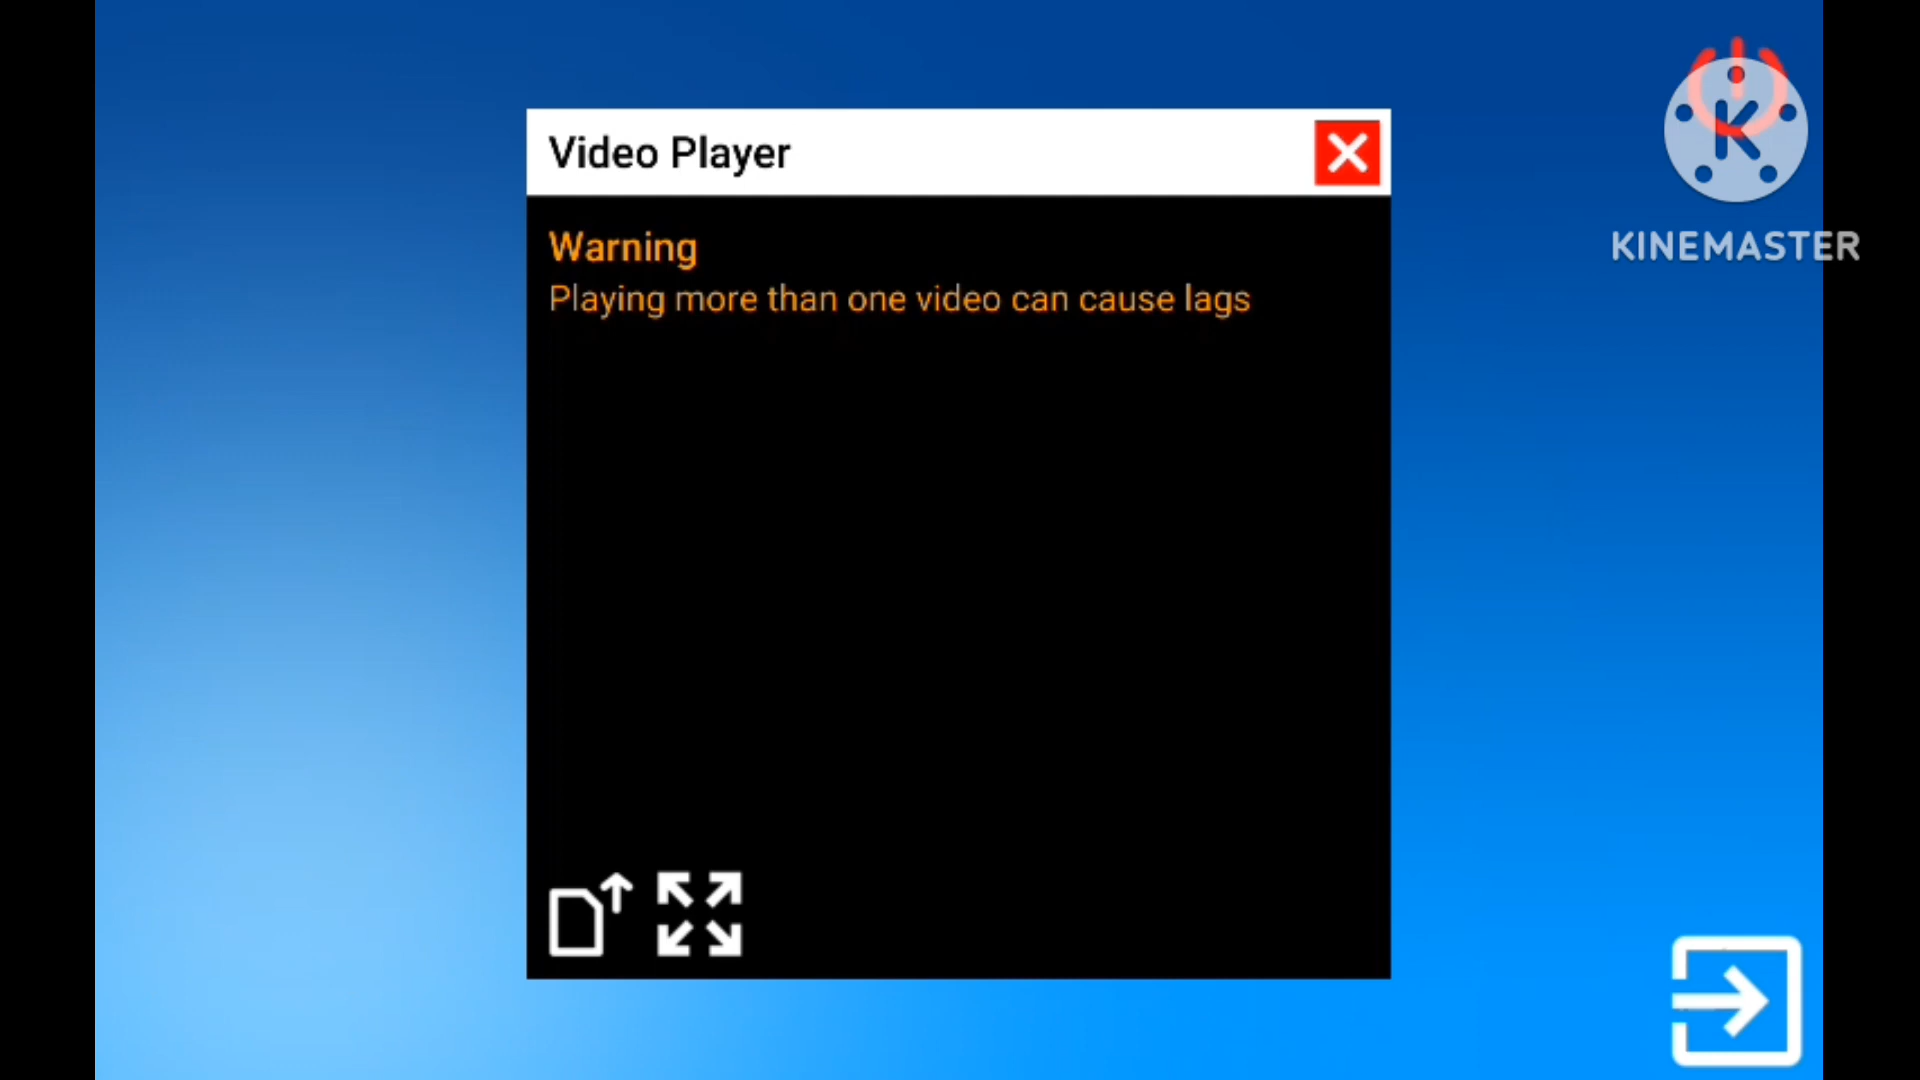 Video Player
K
KINEMASTER
Warning
Playing more than one video can cause lags